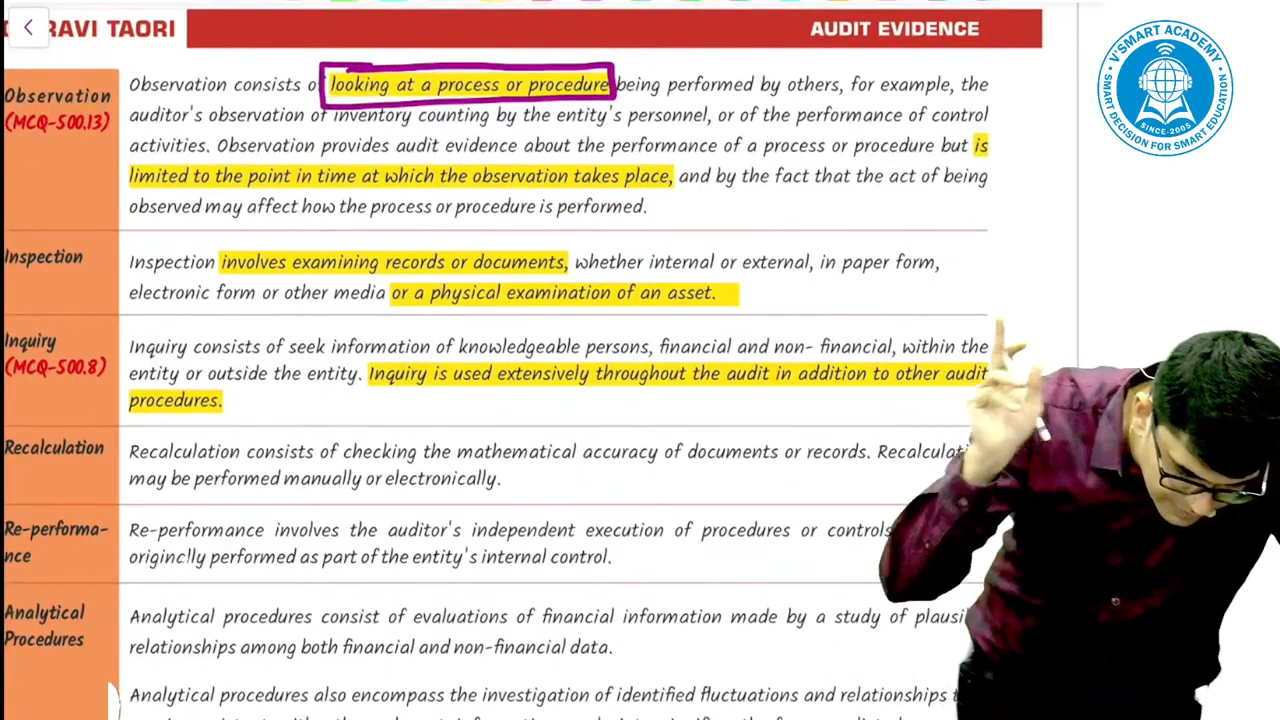 RAVI TAORI
AUDIT EVIDENCE
Observation
(MCQ-500.13)
Observation consists of looking at a process or procedure being performed by others, for example, the
auditor's observation of inventory counting by the entity's personnel, or of the performance of control
activities. Observation provides audit evidence about the performance of a process or procedure but is
limited to the point in time at which the observation takes place, and by the fact that the act of being
observed may affect how the process or procedure is performed.
Inspection
Inspection involves examining records or documents, whether internal or external, in paper form,
electronic form or other media or a physical examination of an asset.
Inquiry
(MCQ-500.8)
Inquiry consists of seek information of knowledgeable persons, financial and non- financial, within the
entity or outside the entity. Inquiry is used extensively throughout the audit in addition to other audit
procedures.
Recalculation
Recalculation consists of checking the mathematical accuracy of documents or records. Recalculati
may be performed manually or electronically.
Re-performa-
nce
Re-performance involves the auditor's independent execution of procedures or controls
originally performed as part of the entity's internal control.
Analytical
Procedures
Analytical procedures consist of evaluations of financial information made by a study of plausi
relationships among both financial and non-financial data.
Analytical procedures also encompass the investigation of identified fluctuations and relationships
V'SMART ACADEMY
SINCE-2005
SMART DECISION FOR SMART EDUCATION